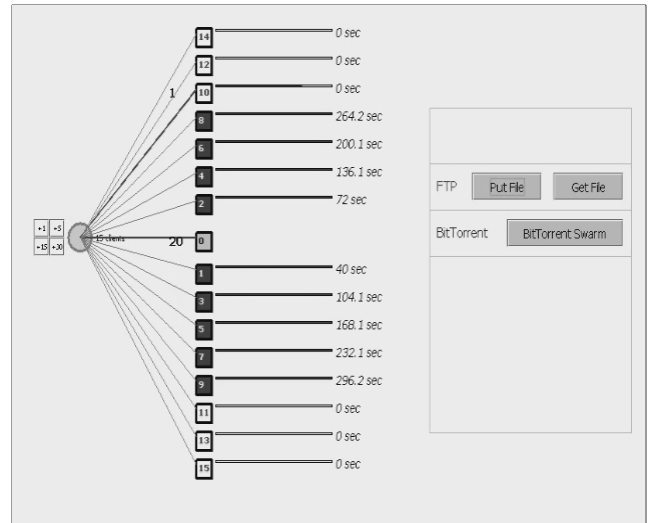 14 0 sec
12 0 sec
1 10 0 sec
8 264.2 sec
6 200.1 sec
4 136.1 sec
2 72 sec
+1 +5
+15 +30
15 clients 20 0
1 40 sec
3 104.1 sec
5 168.1 sec
7 232.1 sec
9 296.2 sec
11 0 sec
13 0 sec
15 0 sec
FTP Put File Get File
BitTorrent BitTorrent Swarm